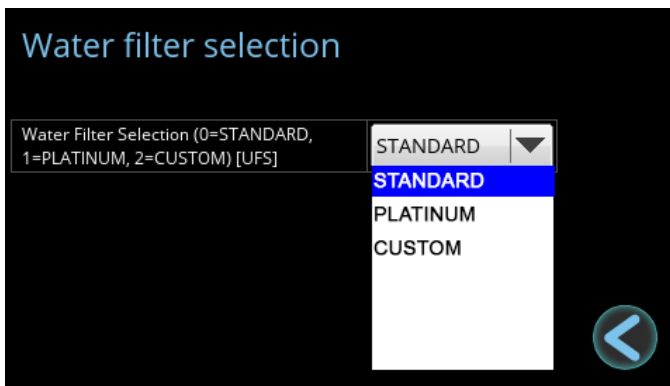 Water filter selection
Water Filter Selection (0=STANDARD,
1=PLATINUM, 2=CUSTOM) [UFS]
STANDARD
STANDARD
PLATINUM
CUSTOM